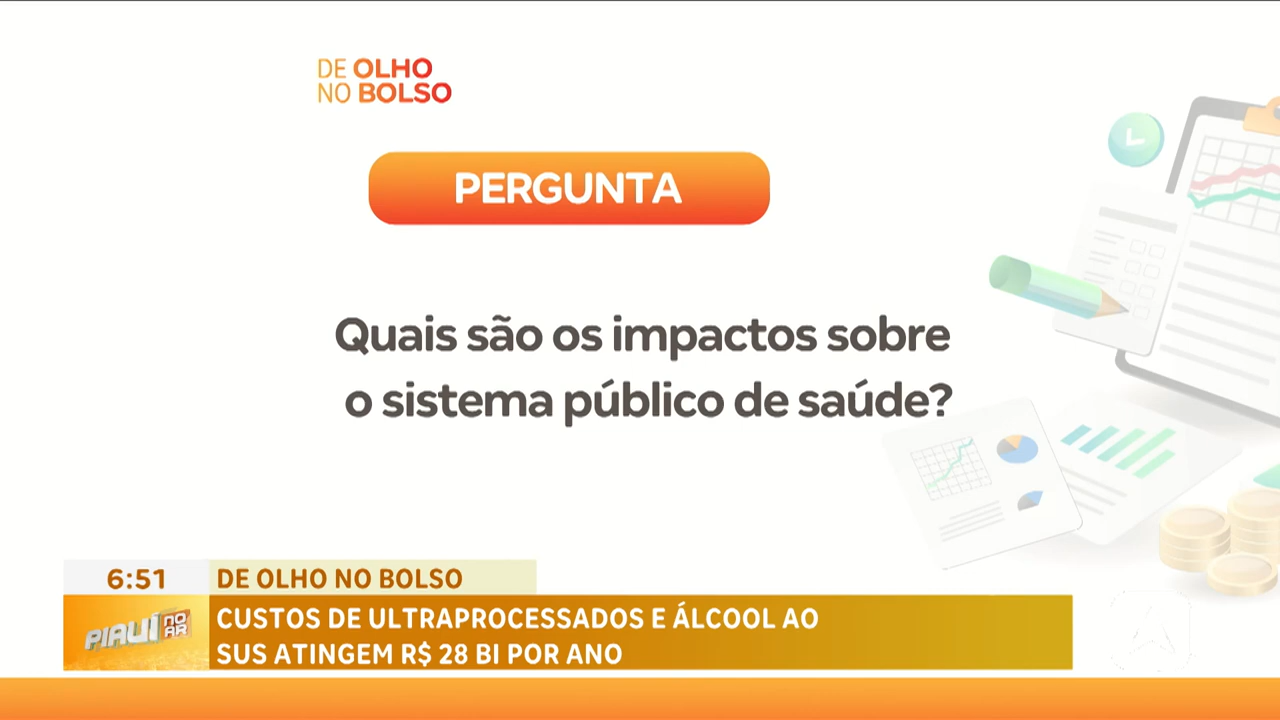 DE OLHO
NO BOLSO
PERGUNTA
Quais são os impactos sobre
o sistema público de saúde?
6:51
DE OLHO NO BOLSO
PIAUÍ NO AR
CUSTOS DE ULTRAPROCESSADOS E ÁLCOOL AO
SUS ATINGEM R$ 28 BI POR ANO